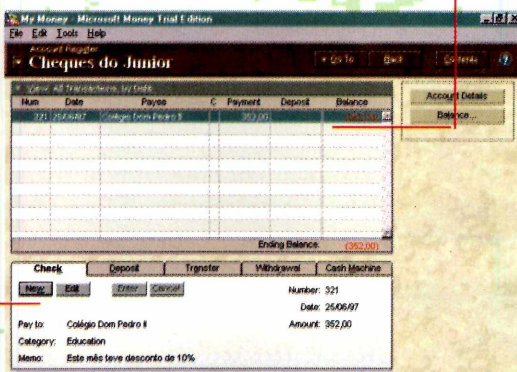 My Money - Microsoft Money Trial Edition
File Edit Tools Help
Account Register
Cheques do Junior
Go To Back Contents
View: All Transactions, by Date
Num Date Payee C Payment Deposit Balance
321 25/06/97 Colégio Dom Pedro II 352,00 (352,00)
Ending Balance: (352,00)
Account Details
Balance...
Check Deposit Transfer Withdrawal Cash Machine
New Edit Enter Cancel
Number: 321
Date: 25/06/97
Pay to: Colégio Dom Pedro II Amount: 352,00
Category: Education
Memo: Este mês teve desconto de 10%